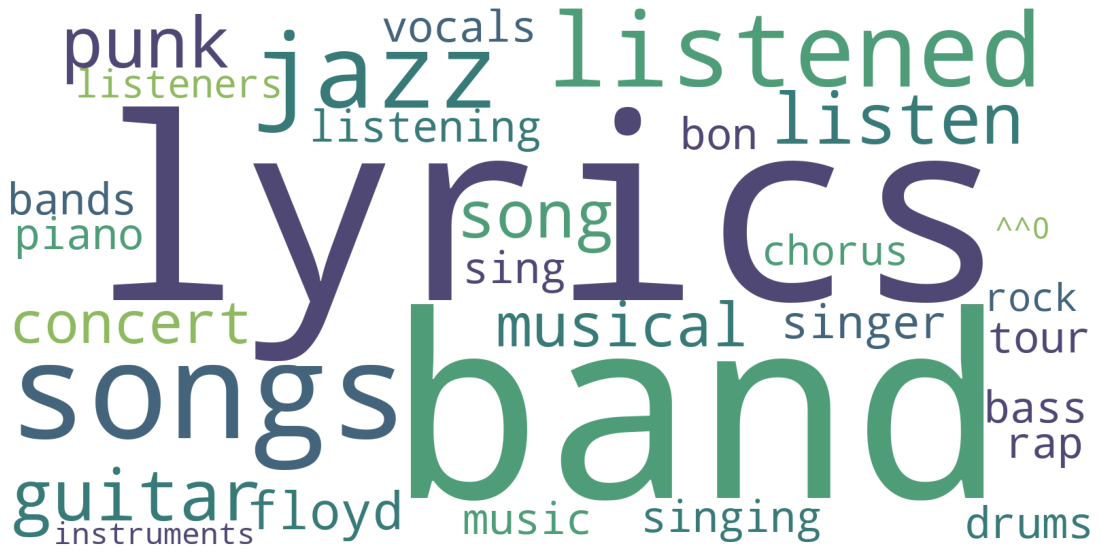 punk
vocals
listened
jazz
listeners
listening
bon
listen
lyrics
bands
piano
song
sing
chorus
^^0
concert
musical
singer
rock
tour
songs
band
bass
rap
guitar
floyd
music
singing
drums
instruments